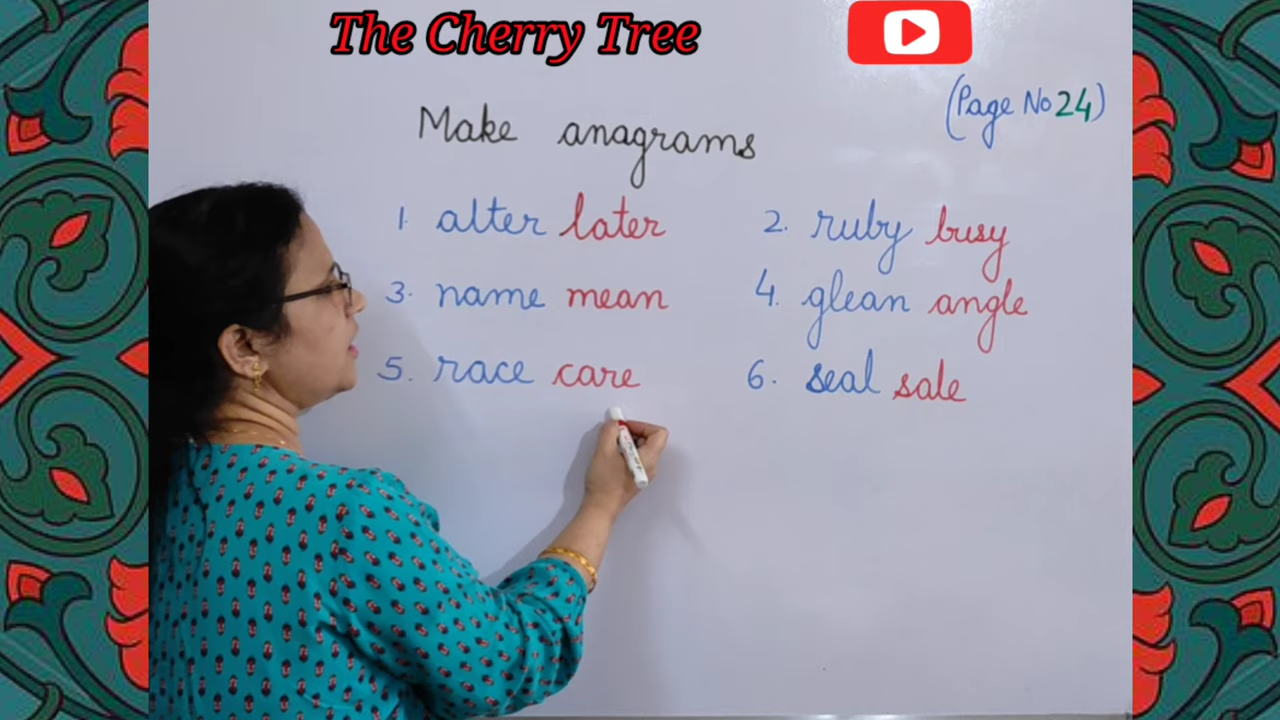 The Cherry Tree
(Page No 24)
Make anagrams
1. alter later 2. ruby busy
3. name mean 4. glean angle
5. race care 6. seal sale